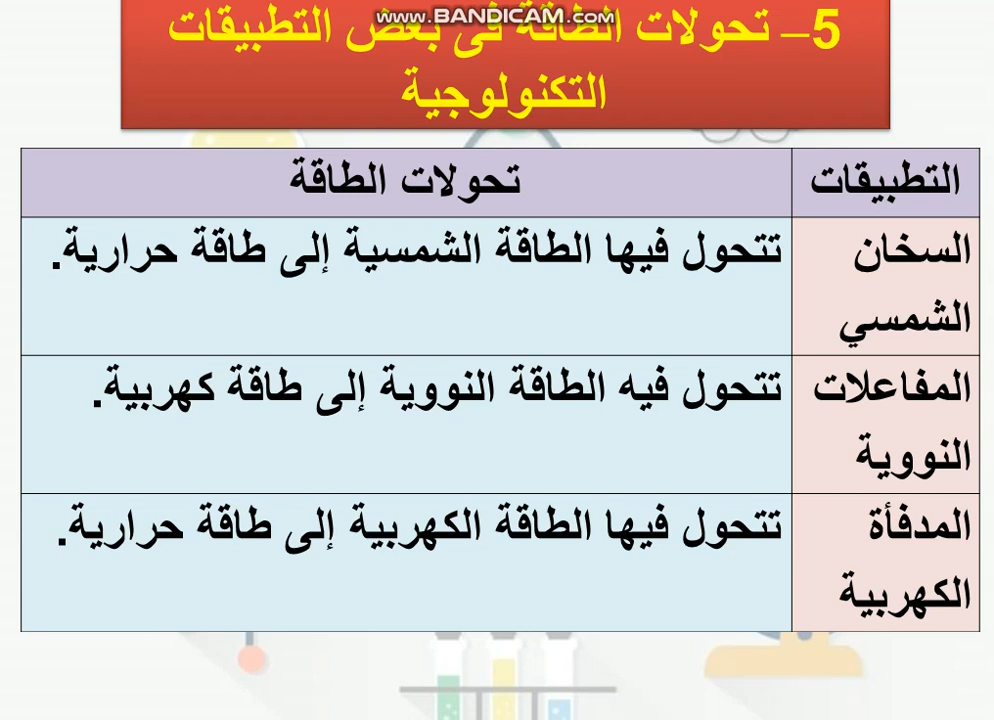 www.BANDICAM.com
5– تحولات الطاقة فى بعض التطبيقات
التكنولوجية
التطبيقات
تحولات الطاقة
السخان
الشمسي
تتحول فيها الطاقة الشمسية إلى طاقة حرارية.
المفاعلات
النووية
تتحول فيه الطاقة النووية إلى طاقة كهربية.
المدفأة
الكهربية
تتحول فيها الطاقة الكهربية إلى طاقة حرارية.